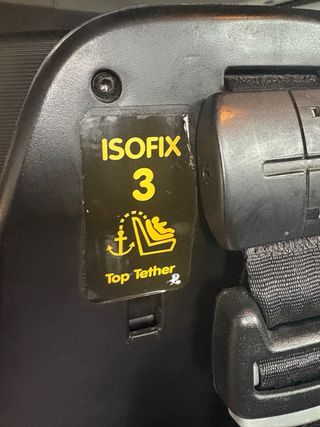 ISOFIX
3
Top Tether